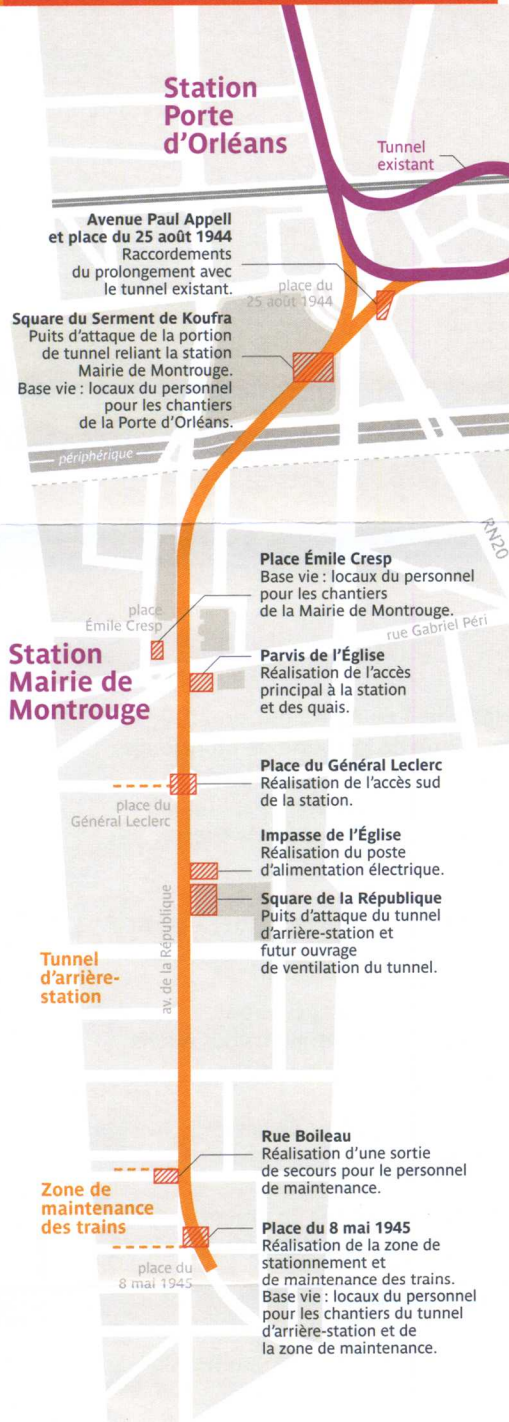 Station
Porte
d'Orléans
Tunnel
existant
Avenue Paul Appell
et place du 25 août 1944
Raccordements
du prolongement avec
le tunnel existant.
place du
25 août 1944
Square du Serment de Koufra
Puits d'attaque de la portion
de tunnel reliant la station
Mairie de Montrouge.
Base vie : locaux du personnel
pour les chantiers
de la Porte d'Orléans.
périphérique
RN20
Place Émile Cresp
Base vie : locaux du personnel
pour les chantiers
de la Mairie de Montrouge.
place
Émile Cresp
rue Gabriel Péri
Station
Mairie de
Montrouge
Parvis de l'Église
Réalisation de l'accès
principal à la station
et des quais.
Place du Général Leclerc
Réalisation de l'accès sud
de la station.
place du
Général Leclerc
Impasse de l'Église
Réalisation du poste
d'alimentation électrique.
Square de la République
Puits d'attaque du tunnel
d'arrière-station et
futur ouvrage
de ventilation du tunnel.
av. de la République
Tunnel
d'arrière-
station
Rue Boileau
Réalisation d'une sortie
de secours pour le personnel
de maintenance.
Zone de
maintenance
des trains
Place du 8 mai 1945
Réalisation de la zone de
stationnement et
de maintenance des trains.
Base vie : locaux du personnel
pour les chantiers du tunnel
d'arrière-station et de
la zone de maintenance.
place du
8 mai 1945